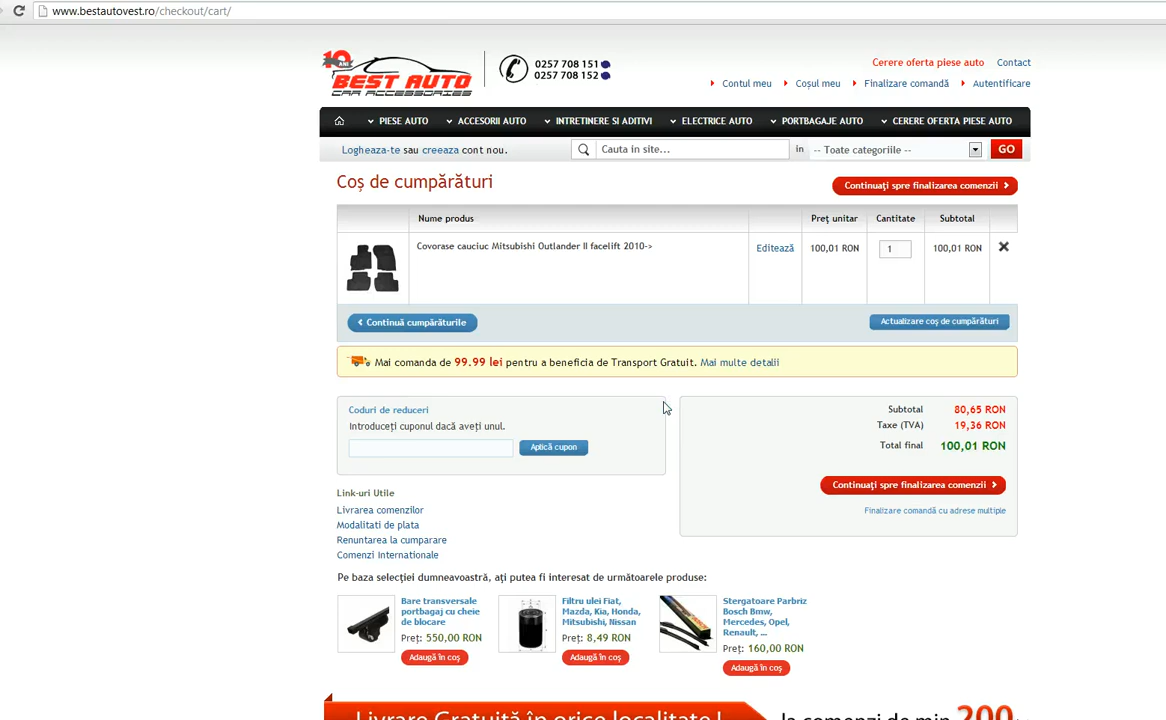 www.bestautovest.ro/checkout/cart/
10 ANI
BEST AUTO
CAR ACCESSORIES
0257 708 151
0257 708 152
Cerere oferta piese auto
Contact
Contul meu
Coșul meu
Finalizare comandă
Autentificare
PIESE AUTO
ACCESORII AUTO
INTRETINERE SI ADITIVI
ELECTRICE AUTO
PORTBAGAJE AUTO
CERERE OFERTA PIESE AUTO
Logheaza-te sau creeaza cont nou.
Cauta in site...
in
-- Toate categoriile --
GO
Coș de cumpărături
Continuaţi spre finalizarea comenzii
Nume produs
Preţ unitar
Cantitate
Subtotal
Covorase cauciuc Mitsubishi Outlander II facelift 2010->
Editează
100,01 RON
1
100,01 RON
Continuă cumpărăturile
Actualizare coş de cumpărături
Mai comanda de 99.99 lei pentru a beneficia de Transport Gratuit. Mai multe detalii
Coduri de reduceri
Introduceţi cuponul dacă aveţi unul.
Aplică cupon
Subtotal 80,65 RON
Taxe (TVA) 19,36 RON
Total final 100,01 RON
Continuaţi spre finalizarea comenzii
Finalizare comandă cu adrese multiple
Link-uri Utile
Livrarea comenzilor
Modalitati de plata
Renuntarea la cumparare
Comenzi Internationale
Pe baza selecţiei dumneavoastră, aţi putea fi interesat de următoarele produse:
Bare transversale
portbagaj cu cheie
de blocare
Preţ: 550,00 RON
Adaugă în coş
Filtru ulei Fiat,
Mazda, Kia, Honda,
Mitsubishi, Nissan
Preţ: 8,49 RON
Adaugă în coş
Stergatoare Parbriz
Bosch Bmw,
Mercedes, Opel,
Renault, ...
Preţ: 160,00 RON
Adaugă în coş
Livrare Gratuită în orice localitate !
la comenzi de min. 200